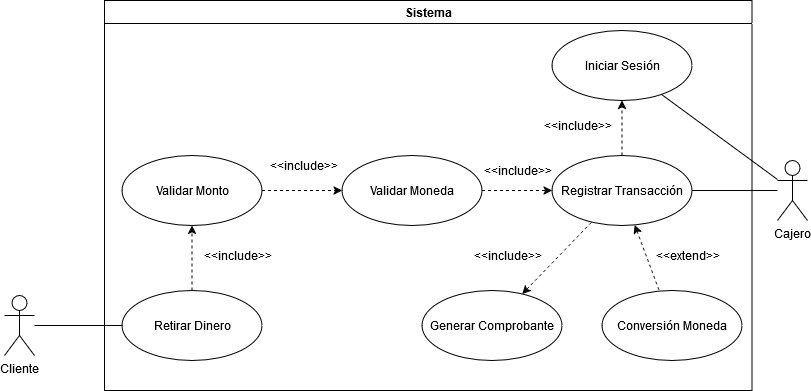 Sistema
Iniciar Sesión
<<include>>
<<include>>
<<include>>
Validar Monto
Validar Moneda
Registrar Transacción
Cajero
<<include>>
<<include>>
<<extend>>
Retirar Dinero
Generar Comprobante
Conversión Moneda
Cliente